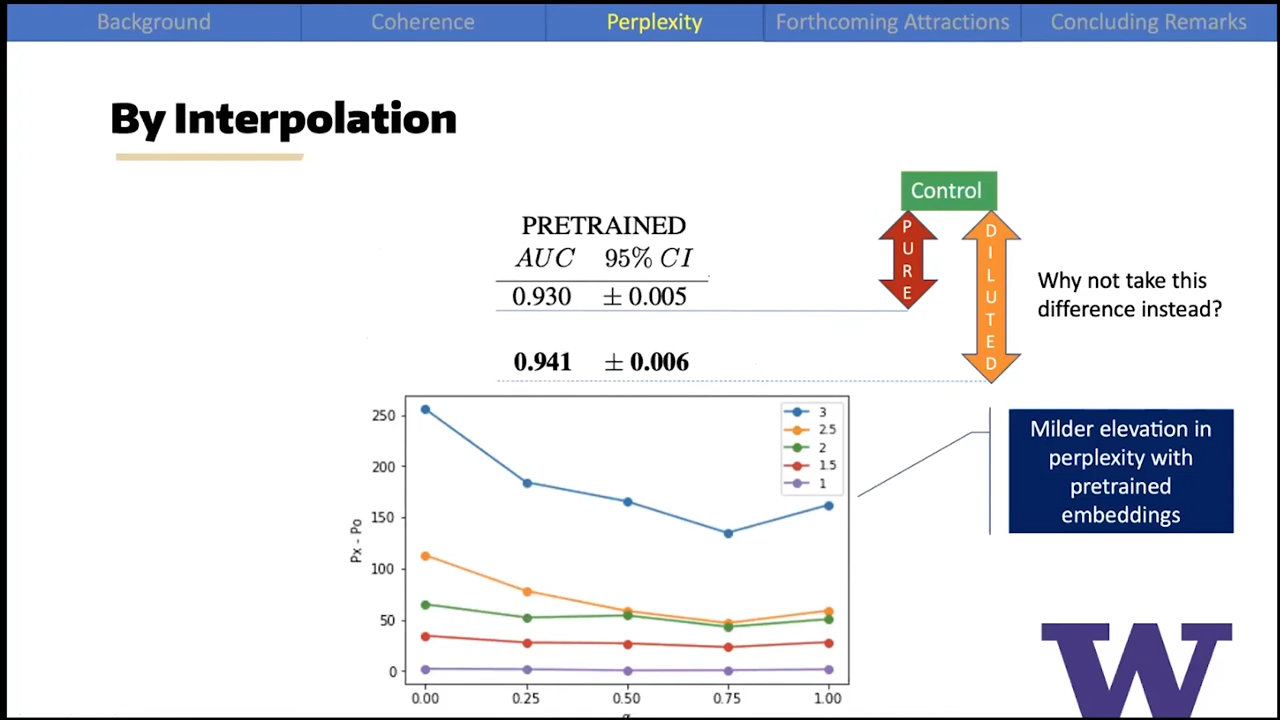 Background
Coherence
Perplexity
Forthcoming Attractions
Concluding Remarks
By Interpolation
PRETRAINED
AUC 95% CI
0.930 ± 0.005
0.941 ± 0.006
Control
PURE
DILUTED
Why not take this
difference instead?
Milder elevation in
perplexity with
pretrained
embeddings
Px - Po
250
200
150
100
50
0
0.00 0.25 0.50 0.75 1.00
3
2.5
2
1.5
1
W